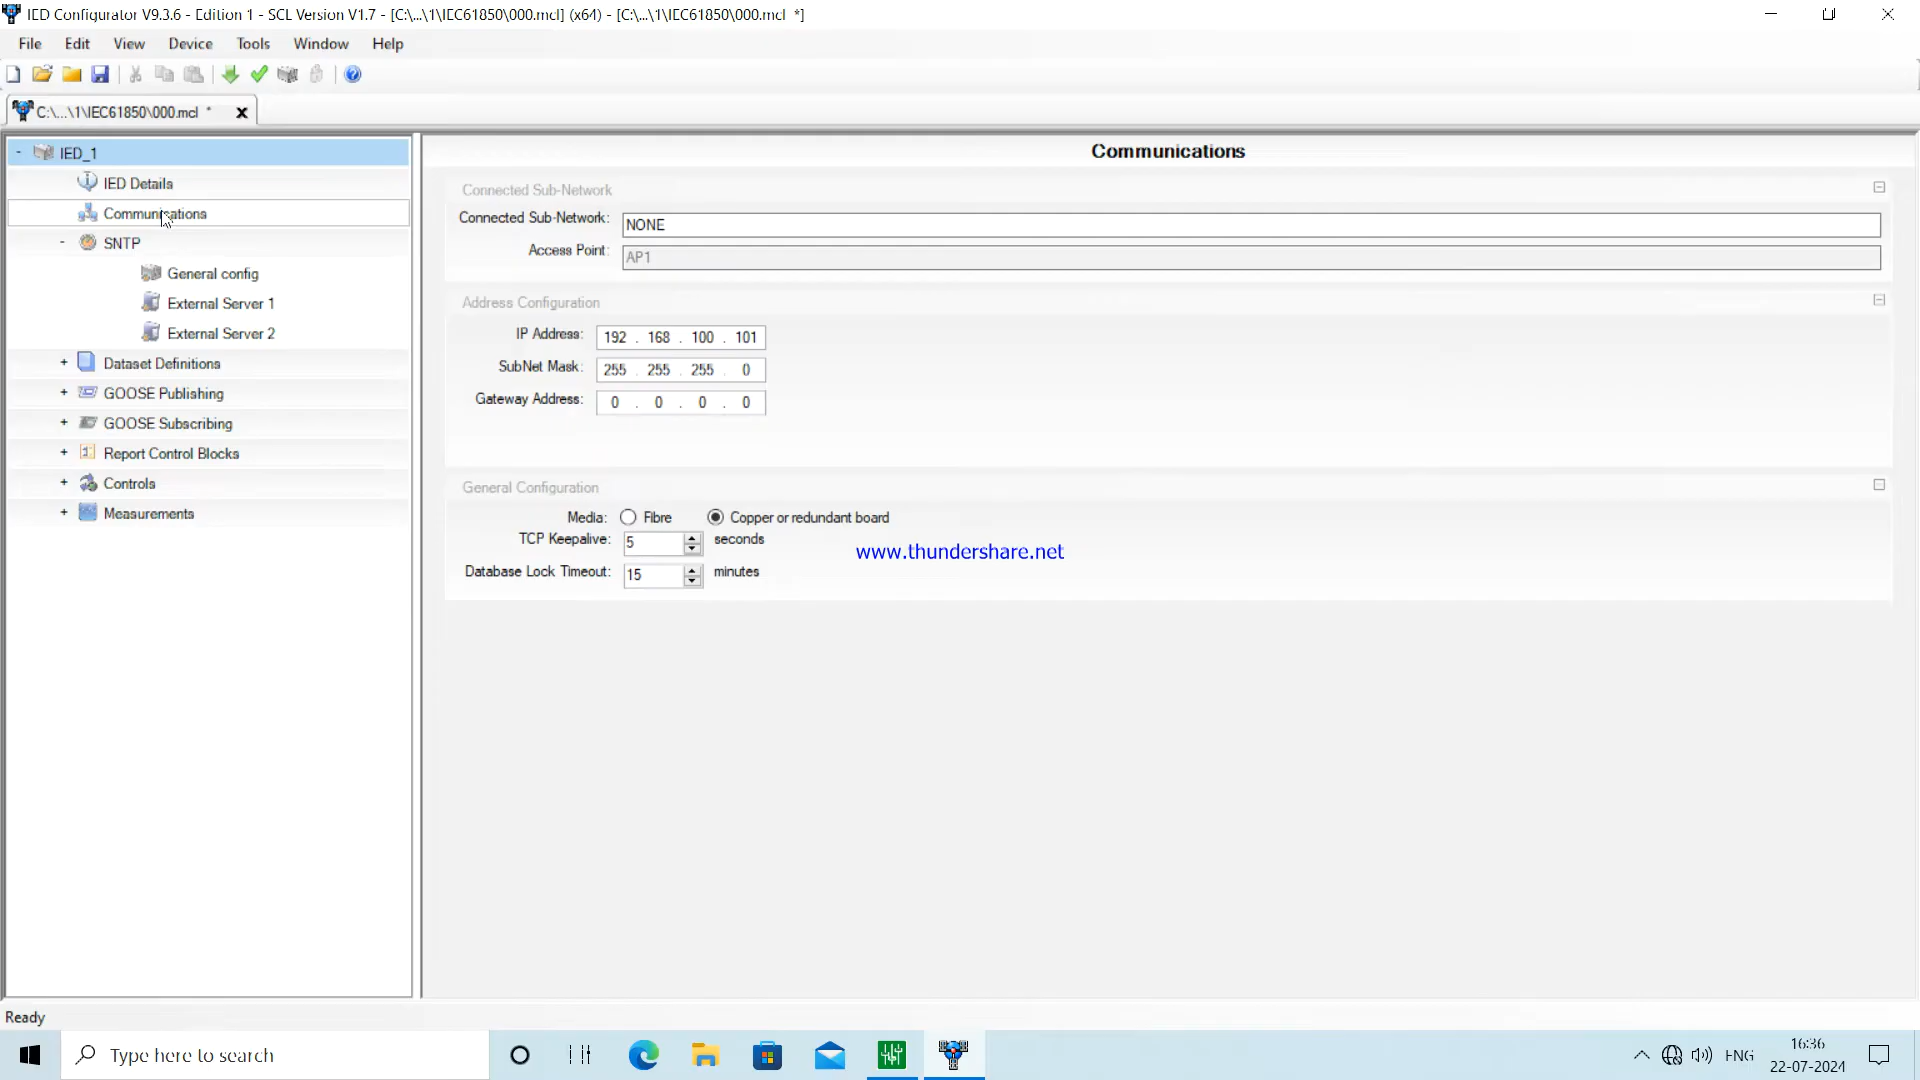 IED Configurator V9.3.6 - Edition 1 - SCL Version V1.7 - [C:\...\1\IEC61850\000.mcl] (x64) - [C:\...\1\IEC61850\000.mcl *]
File Edit View Device Tools Window Help
C:\...\1\IEC61850\000.mcl *
IED_1
IED Details
Communications
SNTP
General config
External Server 1
External Server 2
Dataset Definitions
GOOSE Publishing
GOOSE Subscribing
Report Control Blocks
Controls
Measurements
Communications
Connected Sub-Network
Connected Sub-Network: NONE
Access Point: AP1
Address Configuration
IP Address: 192 . 168 . 100 . 101
SubNet Mask: 255 . 255 . 255 . 0
Gateway Address: 0 . 0 . 0 . 0
General Configuration
Media: Fibre Copper or redundant board
TCP Keepalive: 5 seconds
www.thundershare.net
Database Lock Timeout: 15 minutes
Ready
Type here to search
ENG
16:36
22-07-2024